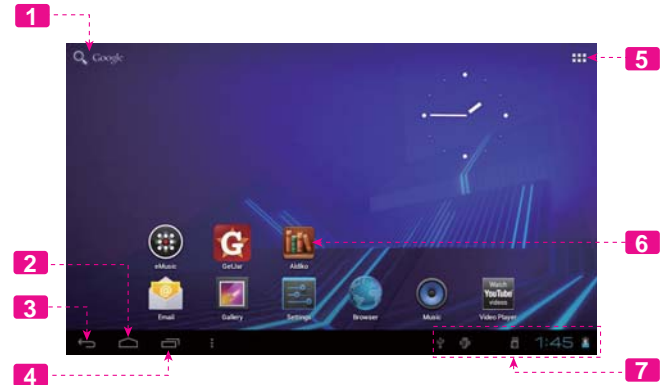 1
Google
5
eMusic
G
GetJar
Aldiko
6
2
Watch
YouTube
videos
Email
Gallery
Settings
Browser
Music
Video Player
3
1:45
4
7